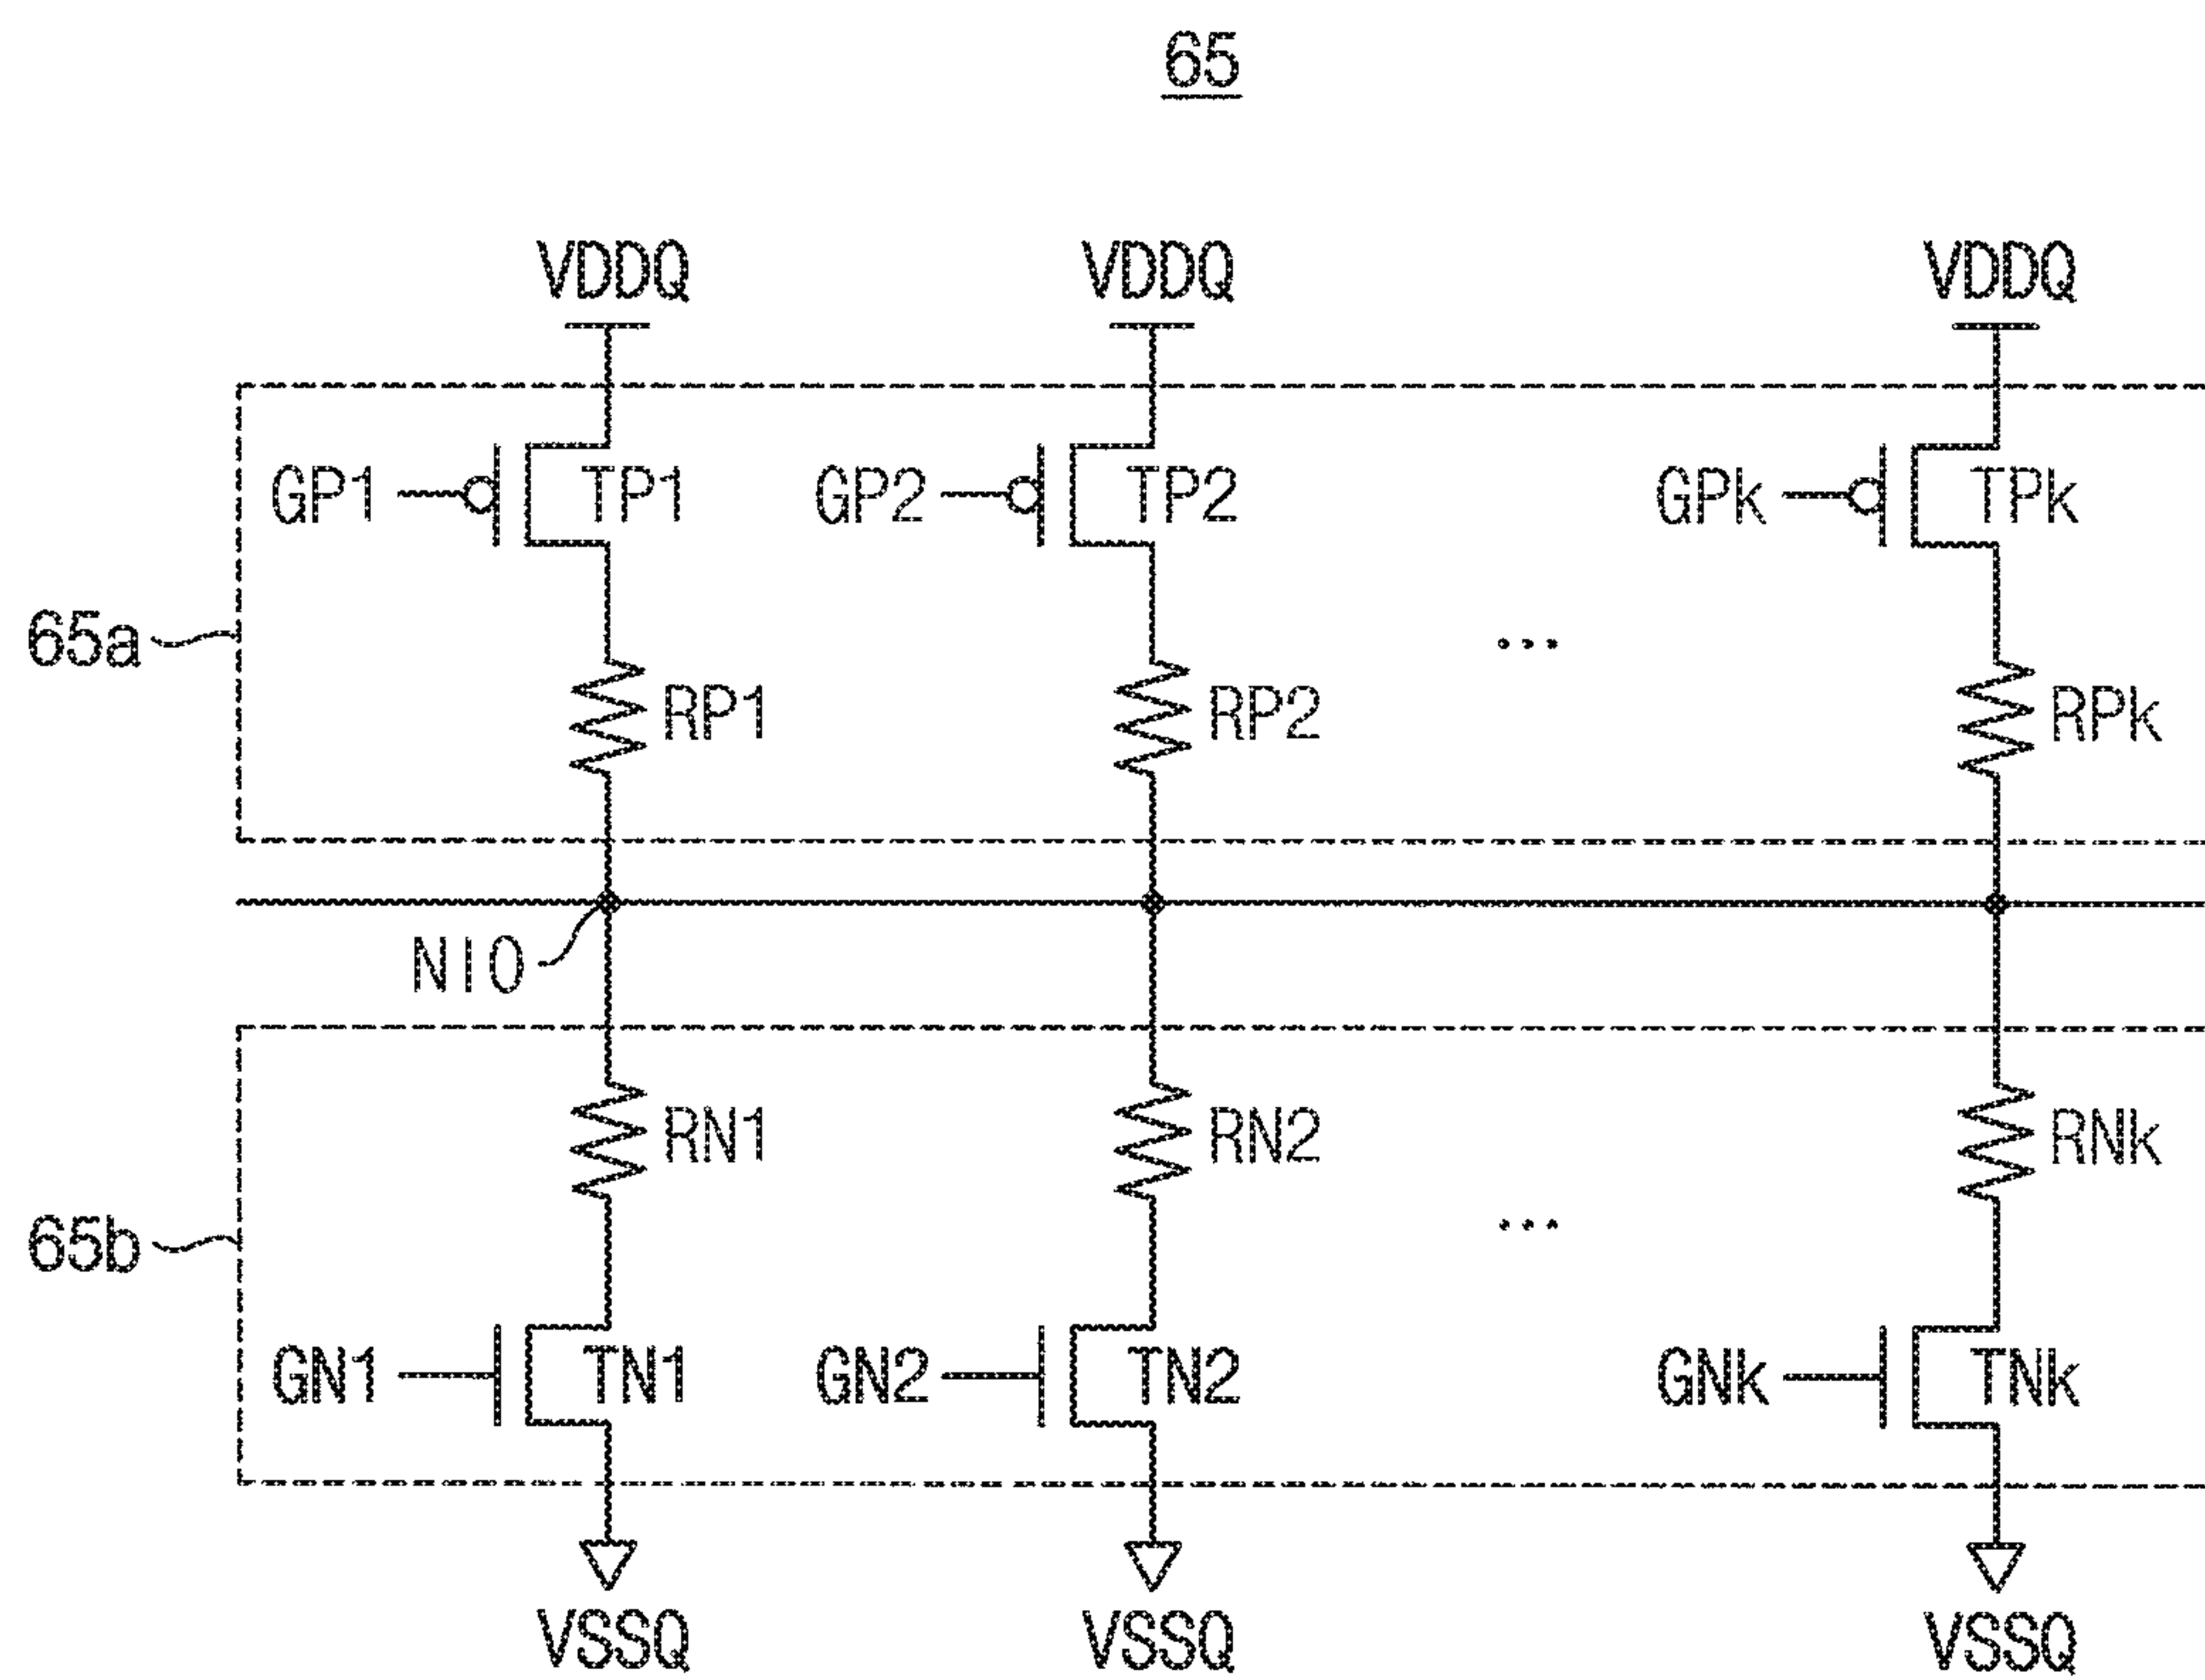 65
VDDQ VDDQ VDDQ
GP1 TP1 GP2 TP2 GPk TPk
65a
...
RP1 RP2 RPk
NIO
RN1 RN2 RNk
65b
...
GN1 TN1 GN2 TN2 GNk TNk
VSSQ VSSQ VSSQ